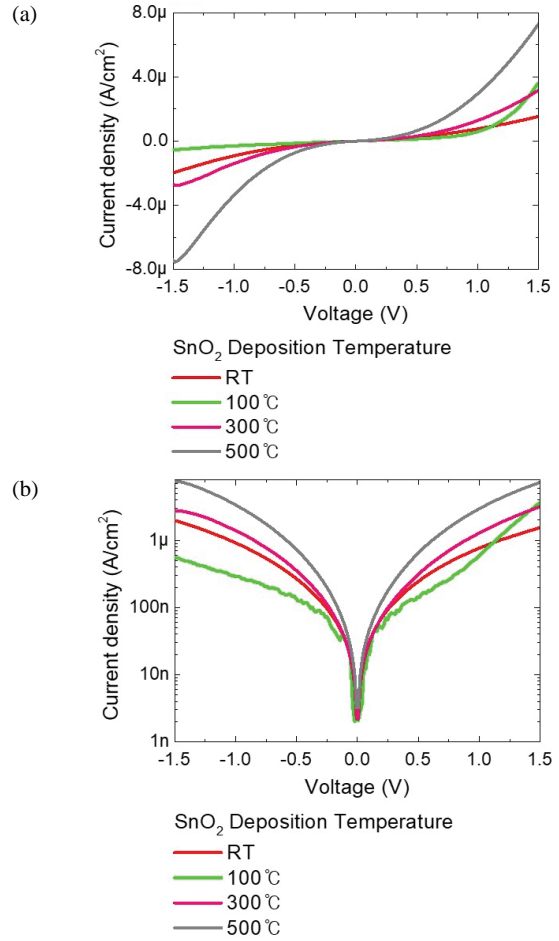 (a)
8.0μ
4.0μ
0.0
-4.0μ
-8.0μ
Current density (A/cm²)
-1.5 -1.0 -0.5 0.0 0.5 1.0 1.5
Voltage (V)
SnO₂ Deposition Temperature
RT
100℃
300℃
500℃
(b)
1μ
100n
10n
1n
Current density (A/cm²)
-1.5 -1.0 -0.5 0.0 0.5 1.0 1.5
Voltage (V)
SnO₂ Deposition Temperature
RT
100℃
300℃
500℃